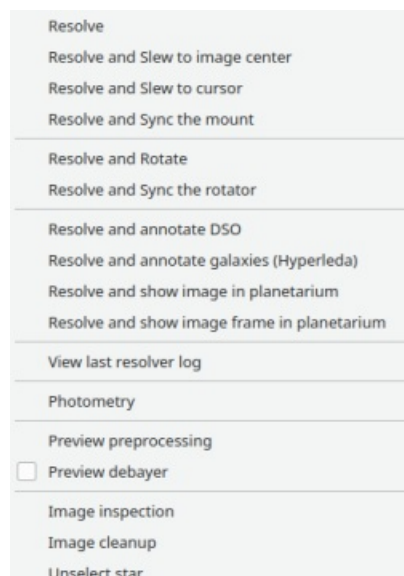 Resolve
Resolve and Slew to image center
Resolve and Slew to cursor
Resolve and Sync the mount
Resolve and Rotate
Resolve and Sync the rotator
Resolve and annotate DSO
Resolve and annotate galaxies (Hyperleda)
Resolve and show image in planetarium
Resolve and show image frame in planetarium
View last resolver log
Photometry
Preview preprocessing
Preview debayer
Image inspection
Image cleanup
Unselect star